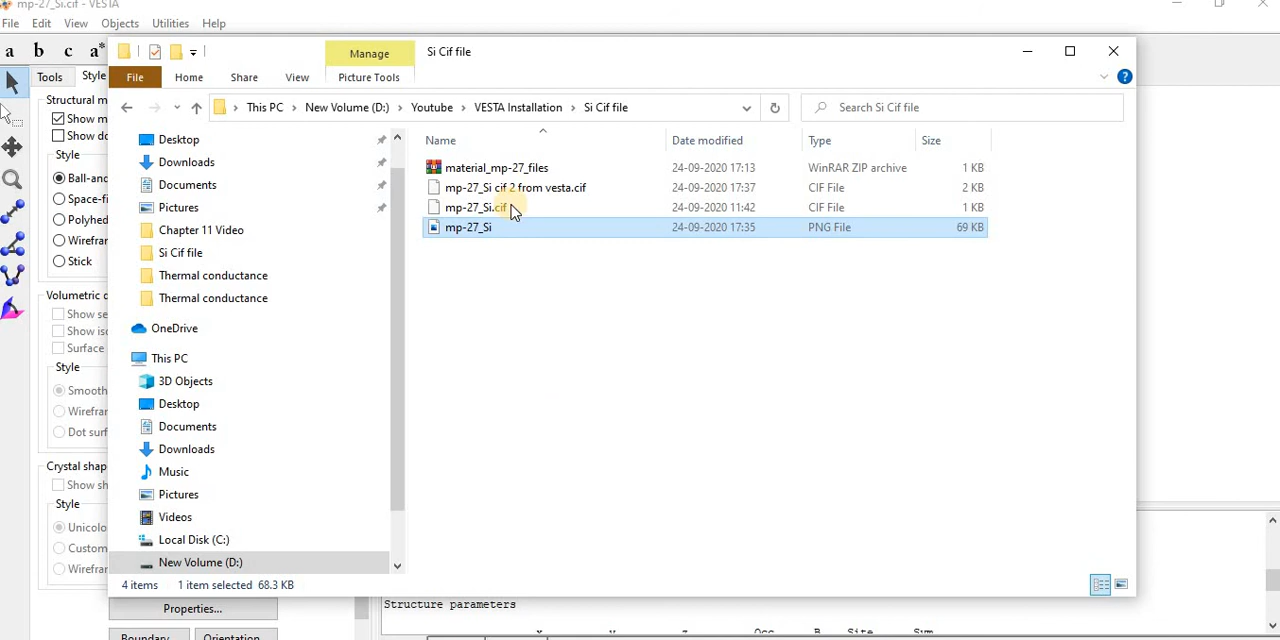 mp-27_Si.cif - VESTA
File Edit View Objects Utilities Help
a b c a*
Tools Style
Structural m
Show m
Show do
Style
Ball-and
Space-fi
Polyhed
Wirefran
Stick
Volumetric d
Show se
Show iso
Surface
Style
Smooth
Wirefra
Dot surf
Crystal shap
Show sh
Style
Unicolo
Custom
Wirefra
Properties...
Boundary... Orientation...
Manage Si Cif file
File Home Share View Picture Tools
This PC New Volume (D:) Youtube VESTA Installation Si Cif file
Search Si Cif file
Desktop
Downloads
Documents
Pictures
Chapter 11 Video
Si Cif file
Thermal conductance
Thermal conductance
OneDrive
This PC
3D Objects
Desktop
Documents
Downloads
Music
Pictures
Videos
Local Disk (C:)
New Volume (D:)
Name Date modified Type Size
material_mp-27_files 24-09-2020 17:13 WinRAR ZIP archive 1 KB
mp-27_Si cif 2 from vesta.cif 24-09-2020 17:37 CIF File 2 KB
mp-27_Si.cif 24-09-2020 11:42 CIF File 1 KB
mp-27_Si 24-09-2020 17:35 PNG File 69 KB
4 items 1 item selected 68.3 KB
Structure parameters
x y z Occ. B Site Sym.